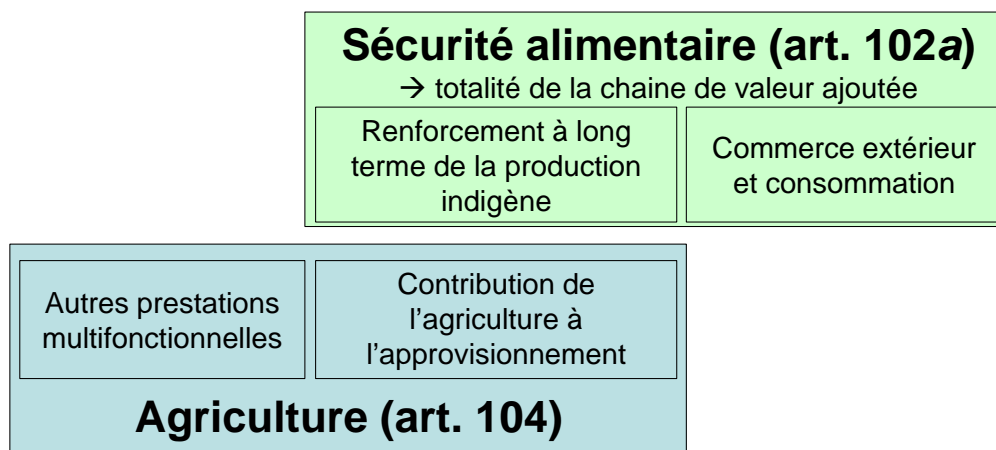 Sécurité alimentaire (art. 102a)
→ totalité de la chaine de valeur ajoutée
Renforcement à long
terme de la production
indigène
Commerce extérieur
et consommation
Autres prestations
multifonctionnelles
Contribution de
l’agriculture à
l’approvisionnement
Agriculture (art. 104)